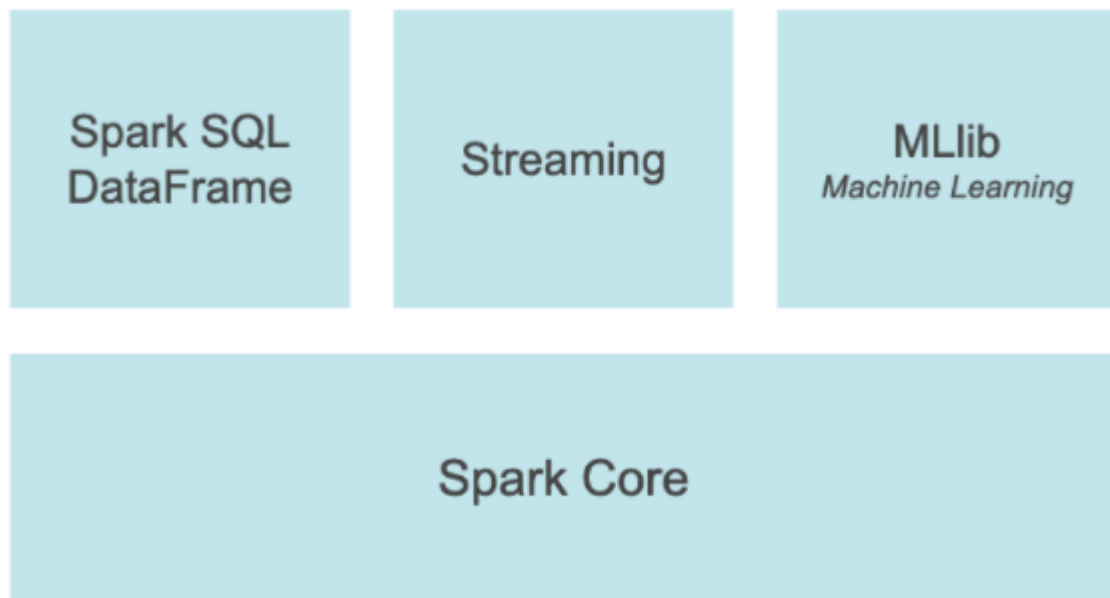 Spark SQL
DataFrame
Streaming
MLlib
Machine Learning
Spark Core